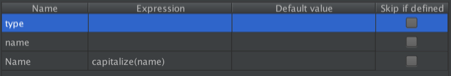 Name Expression Default value Skip if defined
type
name
Name capitalize(name)